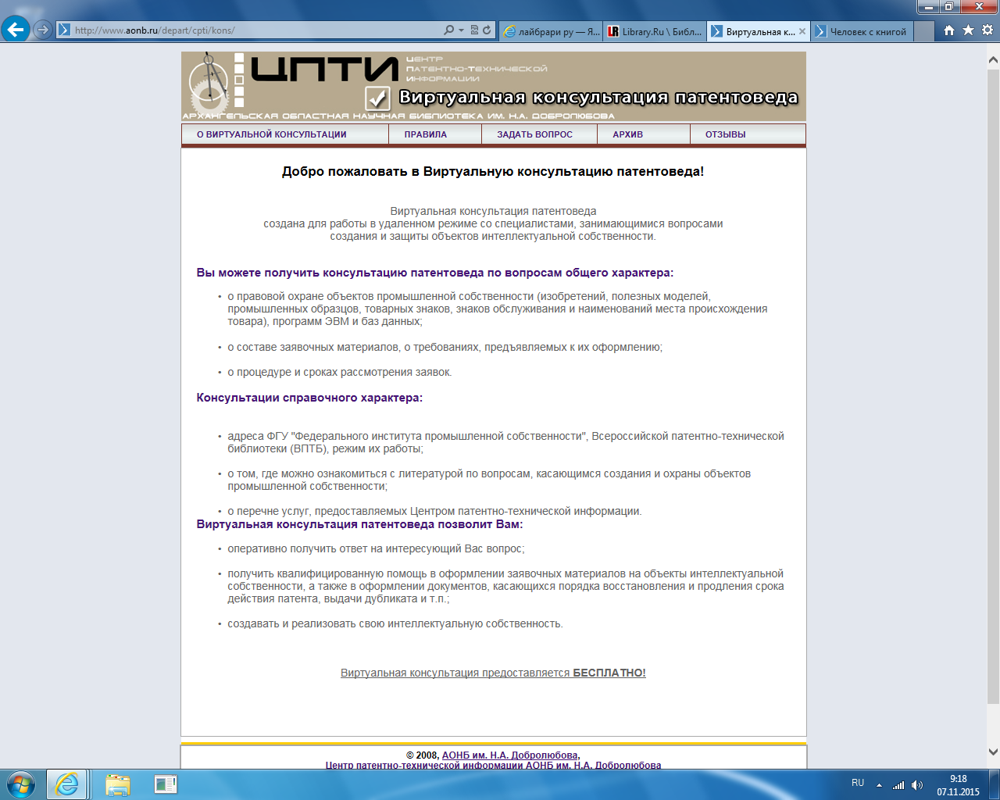 http://www.aonb.ru/depart/cpti/kons/
лайбрари ру — Я...
Library.Ru \ Библ...
Виртуальная к...
Человек с книгой
ЦПТИ
ЦЕНТР
ПАТЕНТНО-ТЕХНИЧЕСКОЙ
ИНФОРМАЦИИ
Виртуальная консультация патентоведа
АРХАНГЕЛЬСКАЯ ОБЛАСТНАЯ НАУЧНАЯ БИБЛИОТЕКА ИМ. Н.А. ДОБРОЛЮБОВА
О ВИРТУАЛЬНОЙ КОНСУЛЬТАЦИИ
ПРАВИЛА
ЗАДАТЬ ВОПРОС
АРХИВ
ОТЗЫВЫ
Добро пожаловать в Виртуальную консультацию патентоведа!
Виртуальная консультация патентоведа
создана для работы в удаленном режиме со специалистами, занимающимися вопросами
создания и защиты объектов интеллектуальной собственности.
Вы можете получить консультацию патентоведа по вопросам общего характера:
• о правовой охране объектов промышленной собственности (изобретений, полезных моделей,
промышленных образцов, товарных знаков, знаков обслуживания и наименований места происхождения
товара), программ ЭВМ и баз данных;
• о составе заявочных материалов, о требованиях, предъявляемых к их оформлению;
• о процедуре и сроках рассмотрения заявок.
Консультации справочного характера:
• адреса ФГУ "Федерального института промышленной собственности", Всероссийской патентно-технической
библиотеки (ВПТБ), режим их работы;
• о том, где можно ознакомиться с литературой по вопросам, касающимся создания и охраны объектов
промышленной собственности;
• о перечне услуг, предоставляемых Центром патентно-технической информации.
Виртуальная консультация патентоведа позволит Вам:
• оперативно получить ответ на интересующий Вас вопрос;
• получить квалифицированную помощь в оформлении заявочных материалов на объекты интеллектуальной
собственности, а также в оформлении документов, касающихся порядка восстановления и продления срока
действия патента, выдачи дубликата и т.п.;
• создавать и реализовать свою интеллектуальную собственность.
Виртуальная консультация предоставляется БЕСПЛАТНО!
© 2008, АОНБ им. Н.А. Добролюбова,
Центр патентно-технической информации АОНБ им. Н.А. Добролюбова
RU
9:18
07.11.2015